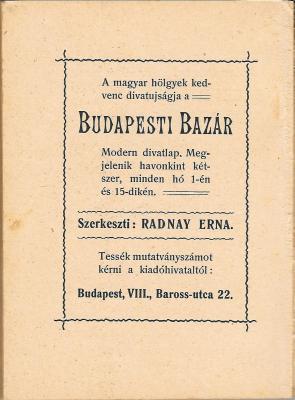 A magyar hölgyek ked-
venc divatujságja a
BUDAPESTI BAZÁR
Modern divatlap. Meg-
jelenik havonkint két-
szer, minden hó 1-én
és 15-dikén.
Szerkeszti: RADNAY ERNA.
Tessék mutatványszámot
kérni a kiadóhivataltól:
Budapest, VIII., Baross-utca 22.